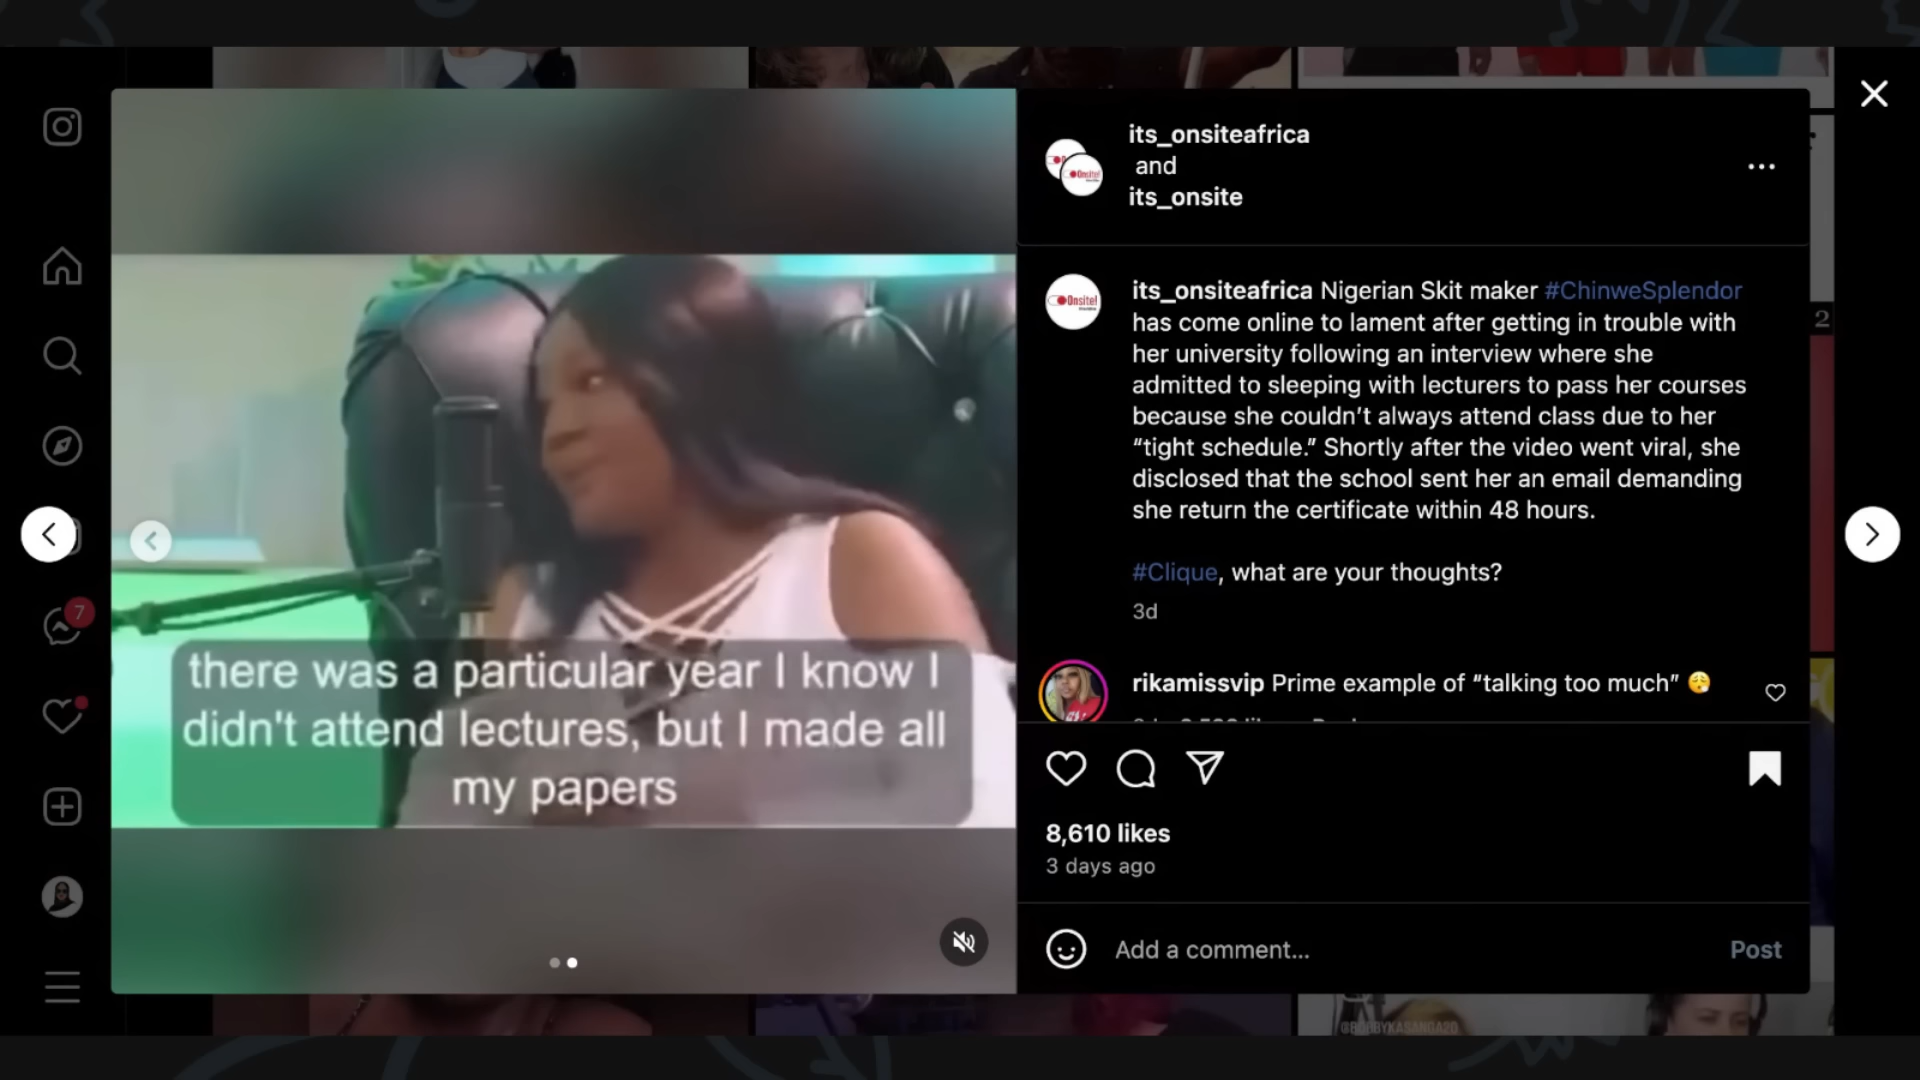 its_onsiteafrica
and
its_onsite
Onsite!
its_onsiteafrica Nigerian Skit maker #ChinweSplendor
has come online to lament after getting in trouble with
her university following an interview where she
admitted to sleeping with lecturers to pass her courses
because she couldn't always attend class due to her
“tight schedule.” Shortly after the video went viral, she
disclosed that the school sent her an email demanding
she return the certificate within 48 hours.
#Clique, what are your thoughts?
3d
rikamissvip Prime example of “talking too much” 😮‍💨
8,610 likes
3 days ago
Add a comment...
Post
there was a particular year I know I
didn't attend lectures, but I made all
my papers
7
2
@BOBBYKASANGA20